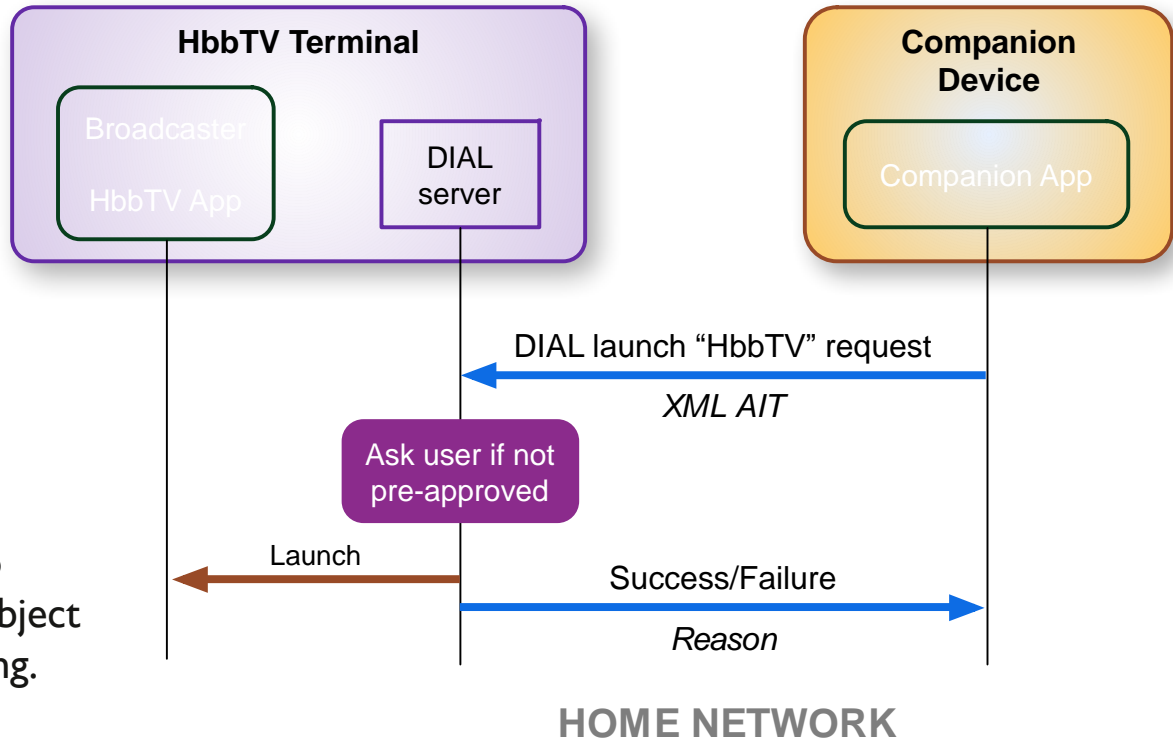 HbbTV Terminal
Companion
Device
Broadcaster
HbbTV App
DIAL
server
Companion App
DIAL launch “HbbTV” request
XML AIT
Ask user if not
pre-approved
Launch
Success/Failure
Reason
bject
ng.
HOME NETWORK